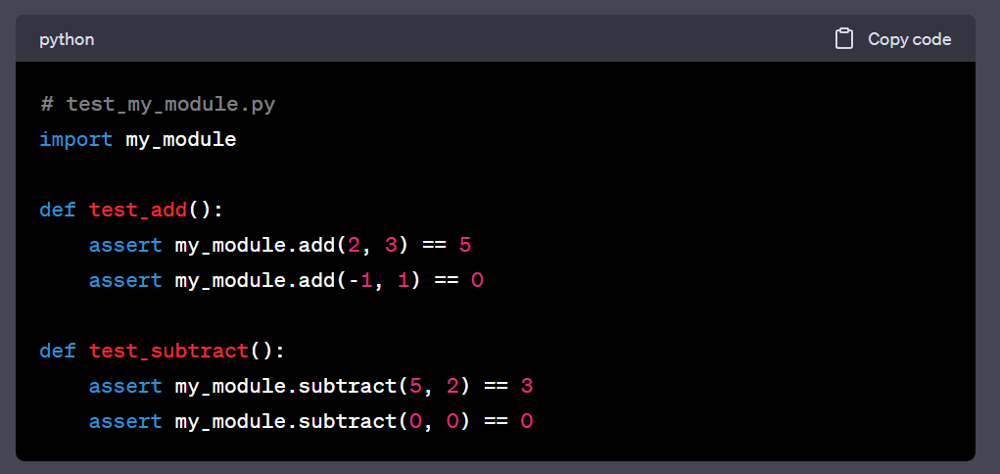 python
Copy code
# test_my_module.py
import my_module
def test_add():
    assert my_module.add(2, 3) == 5
    assert my_module.add(-1, 1) == 0
def test_subtract():
    assert my_module.subtract(5, 2) == 3
    assert my_module.subtract(0, 0) == 0